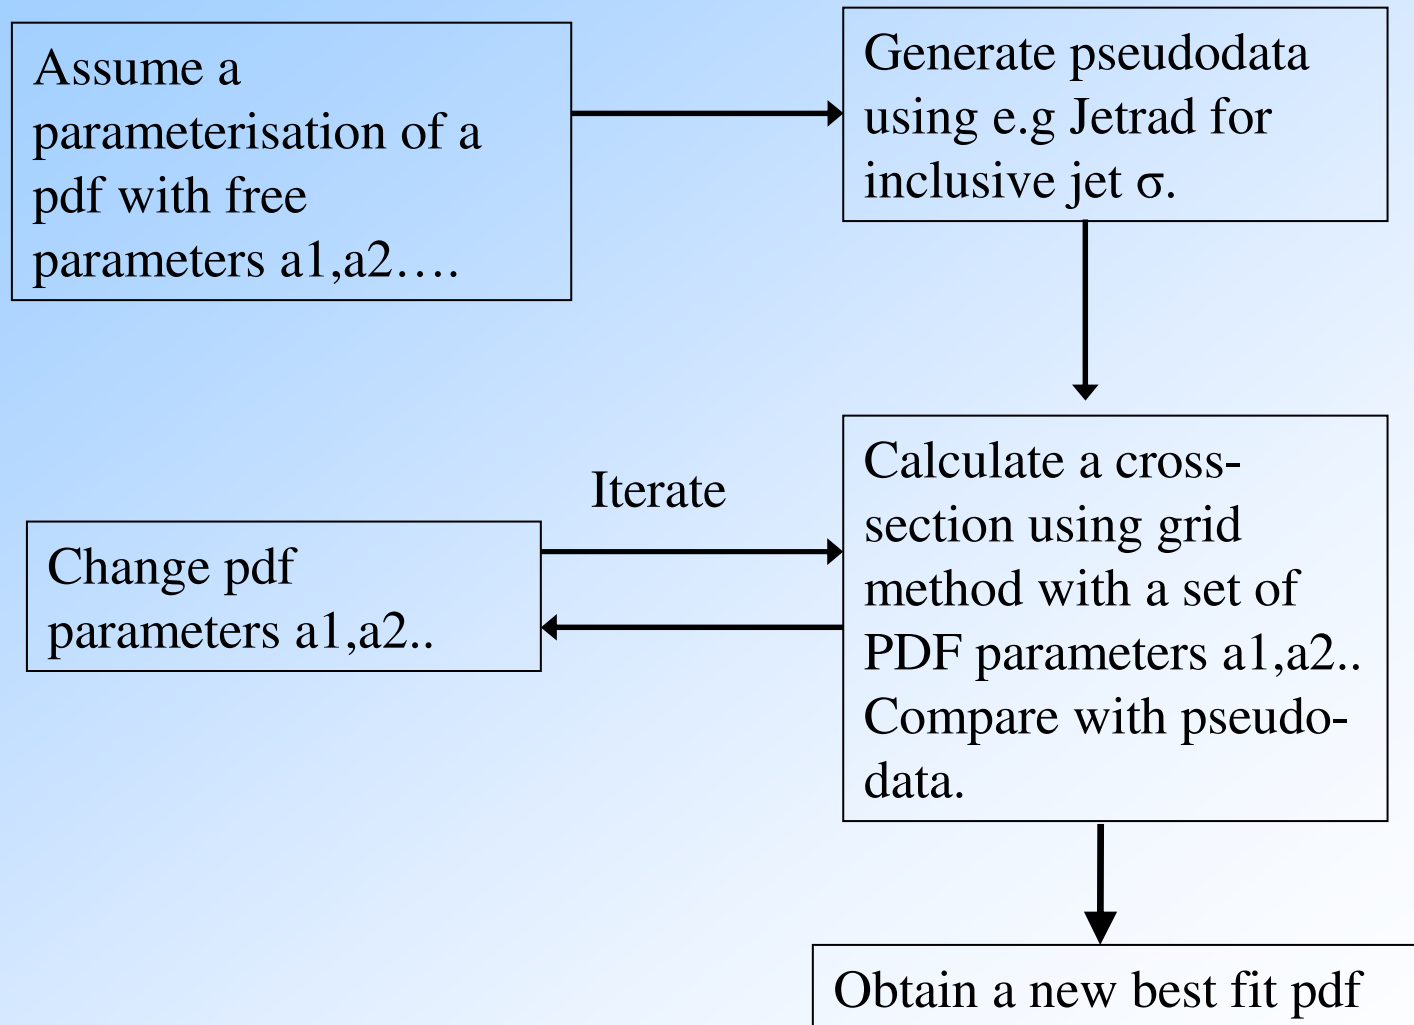 Assume a
parameterisation of a
pdf with free
parameters a1,a2….
Generate pseudodata
using e.g Jetrad for
inclusive jet σ.
Iterate
Change pdf
parameters a1,a2..
Calculate a cross-
section using grid
method with a set of
PDF parameters a1,a2..
Compare with pseudo-
data.
Obtain a new best fit pdf